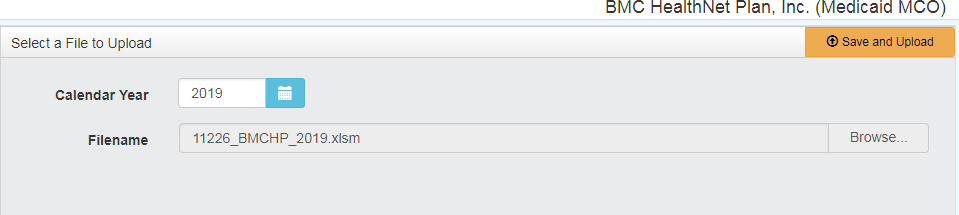 BMC HealthNet Plan, Inc. (Medicaid MCO)
Select a File to Upload
Save and Upload
Calendar Year
2019
Filename
11226_BMCHP_2019.xlsm
Browse...